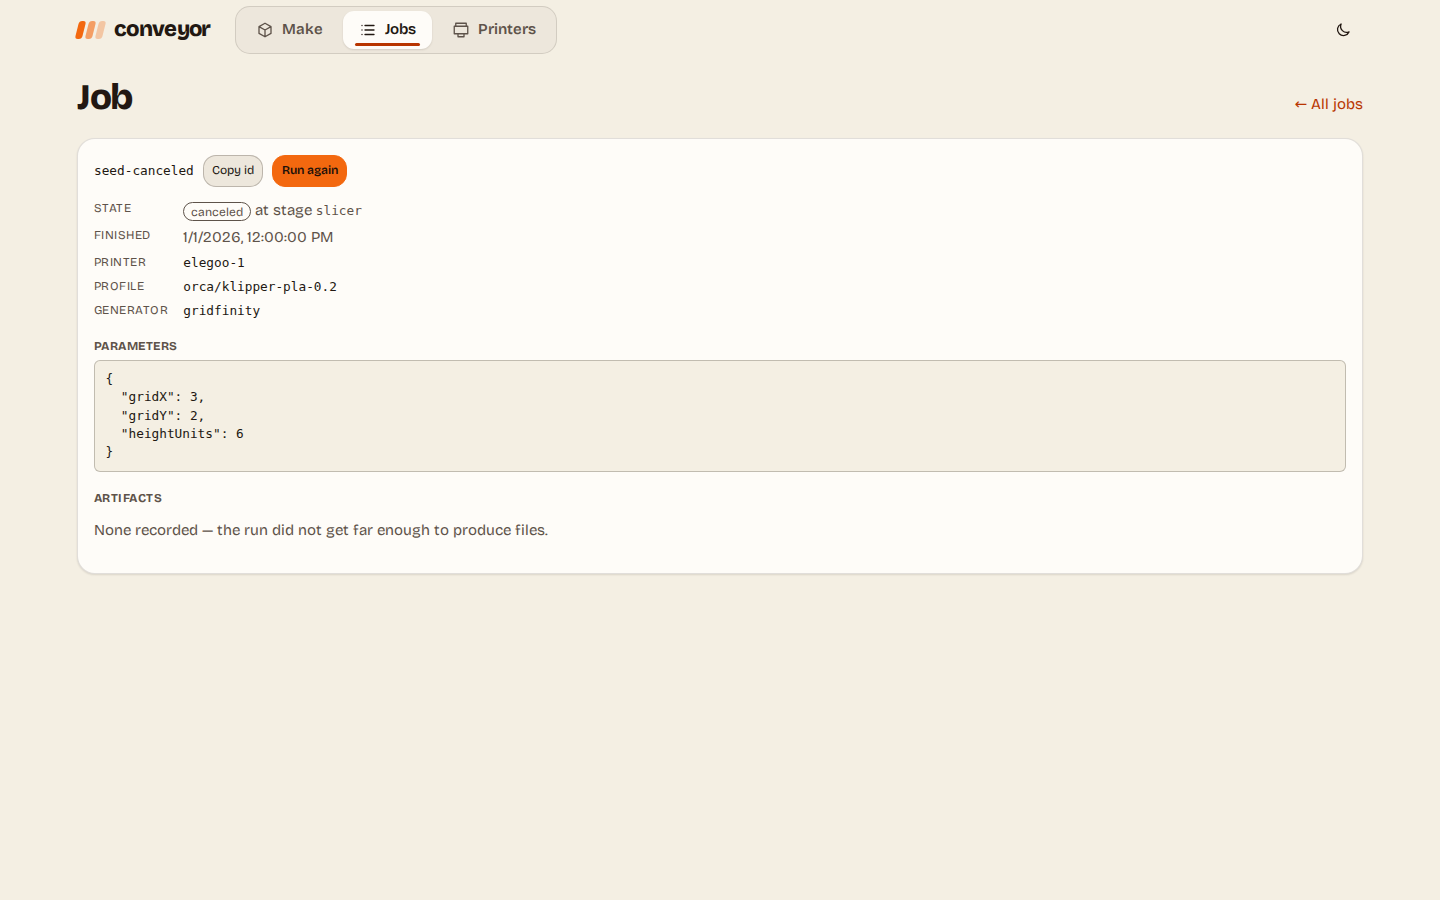 conveyor
Make
Jobs
Printers
Job
← All jobs
seed-canceled Copy id Run again
STATE canceled at stage slicer
FINISHED 1/1/2026, 12:00:00 PM
PRINTER elegoo-1
PROFILE orca/klipper-pla-0.2
GENERATOR gridfinity
PARAMETERS
{
  "gridX": 3,
  "gridY": 2,
  "heightUnits": 6
}
ARTIFACTS
None recorded — the run did not get far enough to produce files.